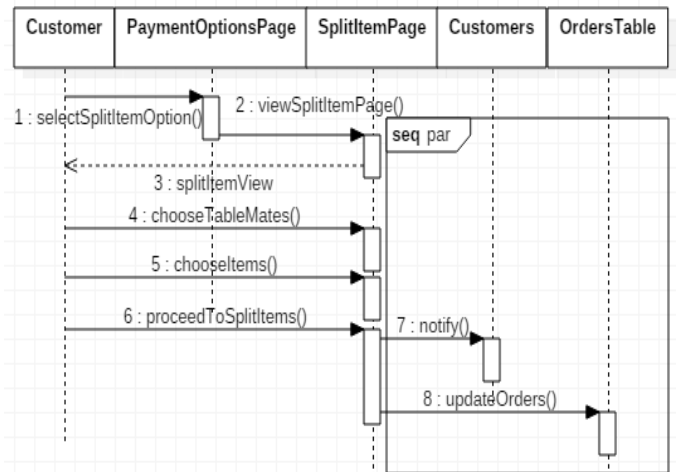 Customer
PaymentOptionsPage
SplitItemPage
Customers
OrdersTable
1 : selectSplitItemOption()
2 : viewSplitItemPage()
seq par
3 : splitItemView
4 : chooseTableMates()
5 : chooseItems()
6 : proceedToSplitItems()
7 : notify()
8 : updateOrders()